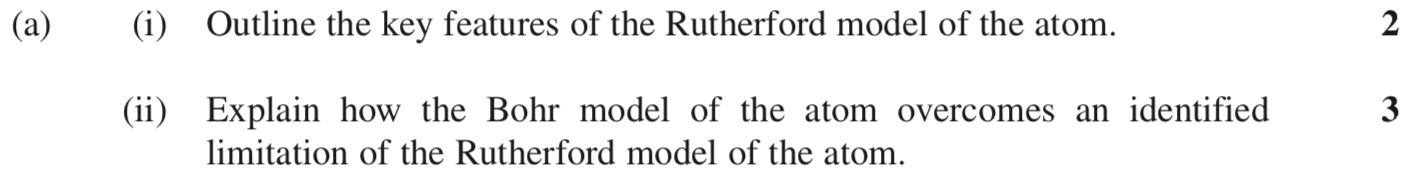 (a) (i) Outline the key features of the Rutherford model of the atom. 2
(ii) Explain how the Bohr model of the atom overcomes an identified 3
limitation of the Rutherford model of the atom.